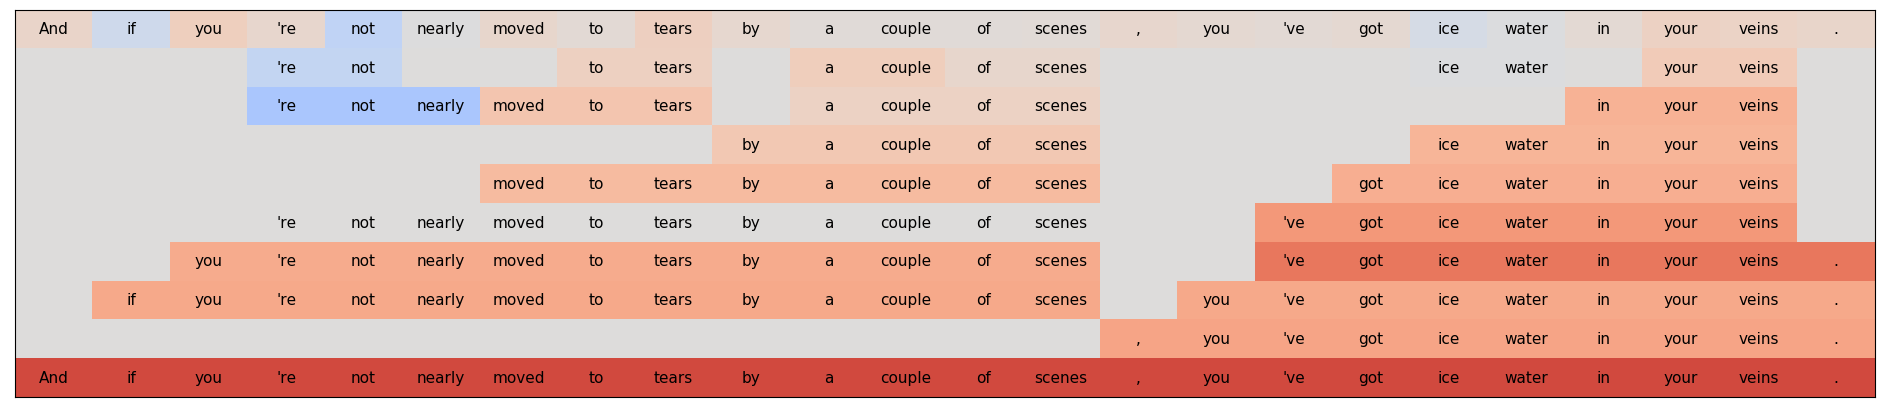 And if you 're not nearly moved to tears by a couple of scenes , you 've got ice water in your veins .
're not to tears a couple of scenes ice water your veins
're not nearly moved to tears a couple of scenes in your veins
by a couple of scenes ice water in your veins
moved to tears by a couple of scenes got ice water in your veins
're not nearly moved to tears by a couple of scenes 've got ice water in your veins
you 're not nearly moved to tears by a couple of scenes 've got ice water in your veins .
if you 're not nearly moved to tears by a couple of scenes you 've got ice water in your veins .
, you 've got ice water in your veins .
And if you 're not nearly moved to tears by a couple of scenes , you 've got ice water in your veins .